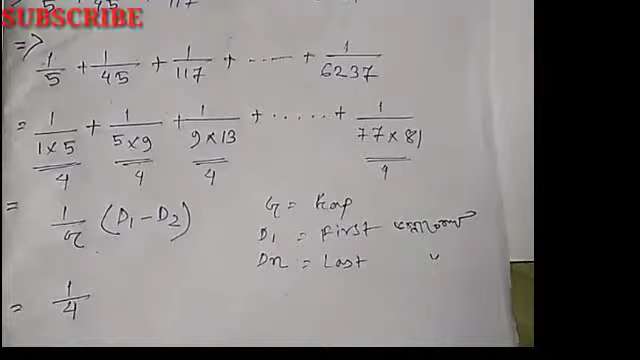 SUBSCRIBE
=> 1/5 + 1/45 + 1/117 + ..... + 1/6237
= 1/(1×5) + 1/(5×9) + 1/(9×13) + ...... + 1/(77×81)
4 4 4 4
= 1/G (D1 - D2)
G = 
D1 = First
Dn = Last "
= 1/4